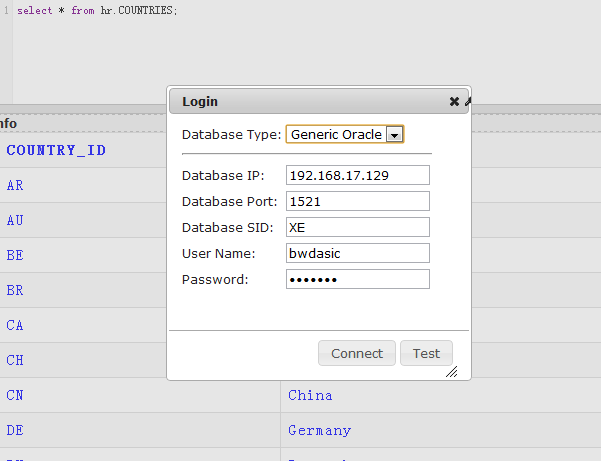 1 select * from hr.COUNTRIES;
Login
nfo
Database Type: Generic Oracle
COUNTRY_ID
Database IP: 192.168.17.129
AR
Database Port: 1521
AU
Database SID: XE
User Name: bwdasic
BE
Password: •••••••
BR
CA
Connect Test
CH
CN China
DE Germany